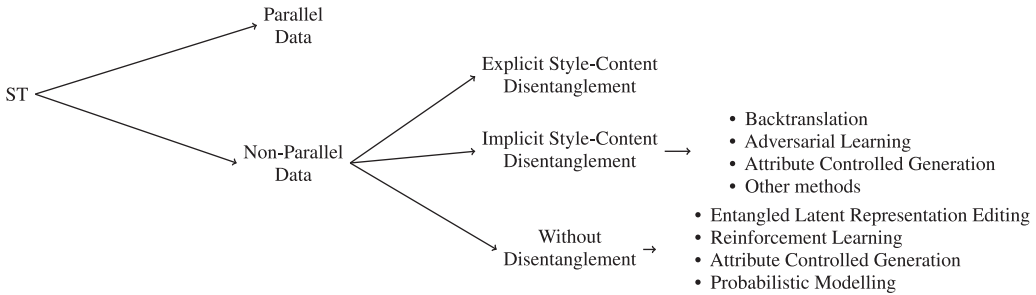 ST
Parallel
Data
Non-Parallel
Data
Explicit Style-Content
Disentanglement
Implicit Style-Content
Disentanglement
Without
Disentanglement
• Backtranslation
• Adversarial Learning
• Attribute Controlled Generation
• Other methods
• Entangled Latent Representation Editing
• Reinforcement Learning
• Attribute Controlled Generation
• Probabilistic Modelling